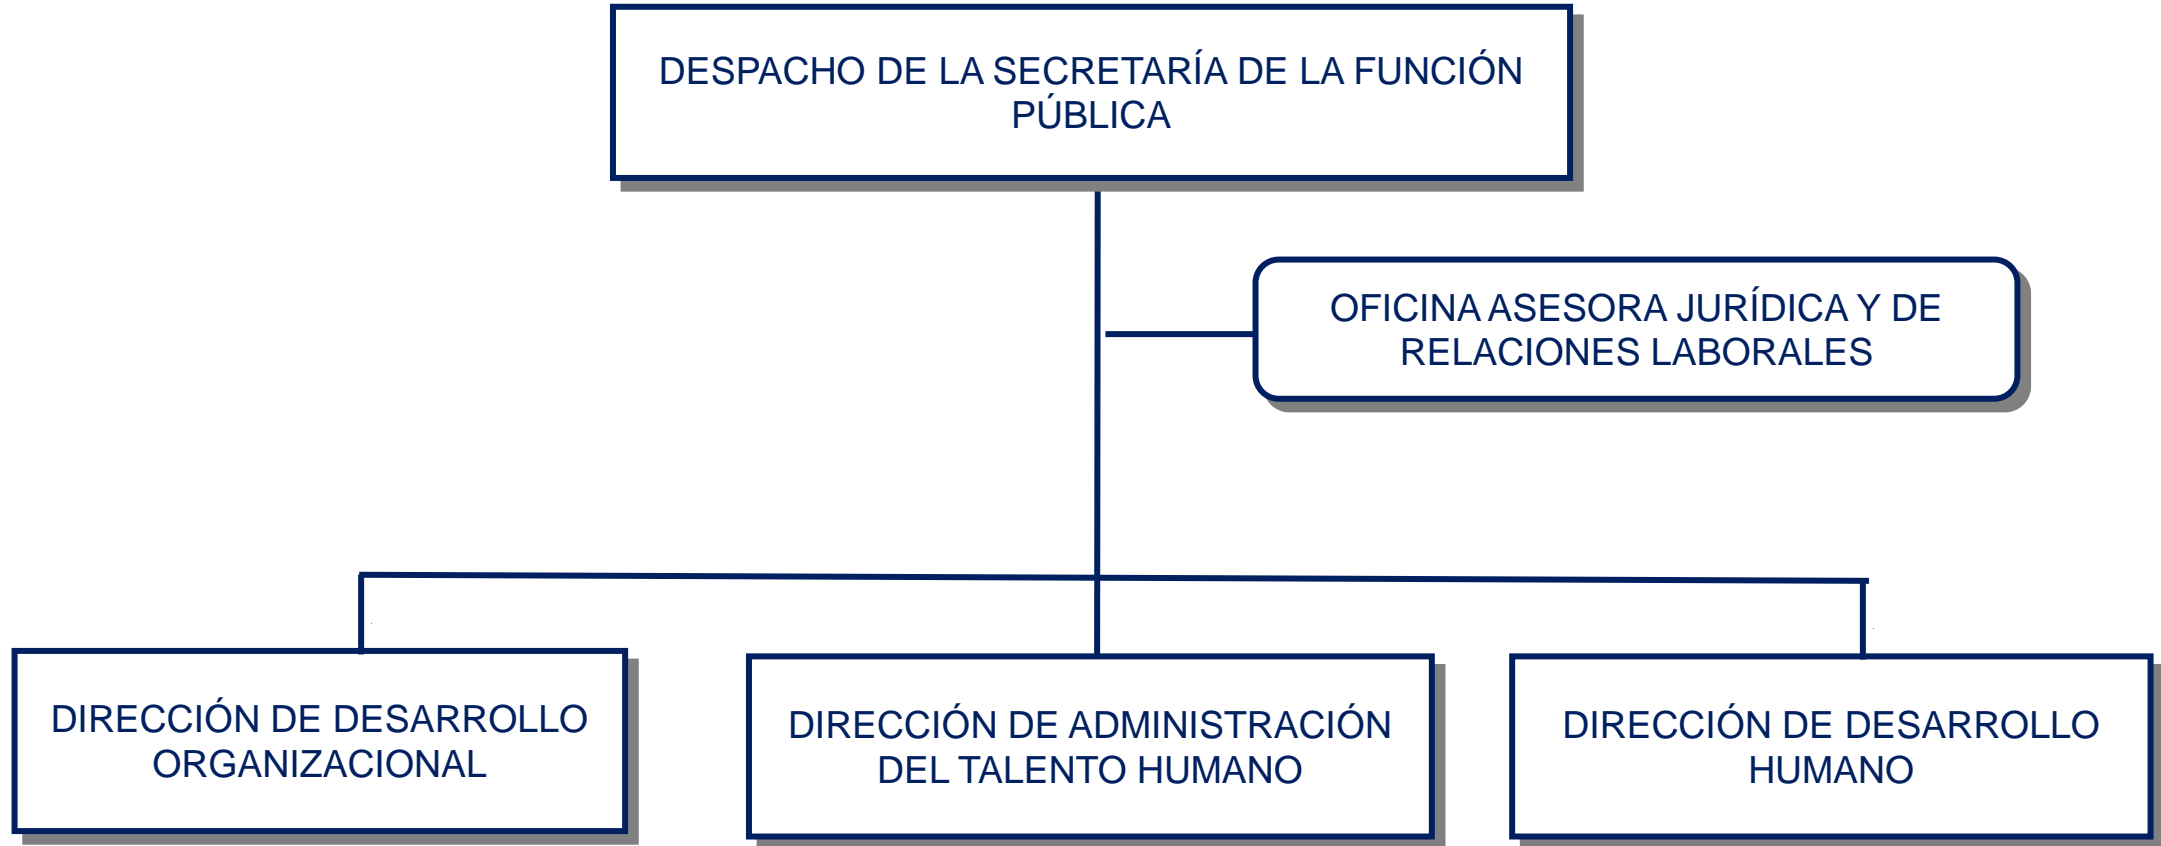 DESPACHO DE LA SECRETARÍA DE LA FUNCIÓN
PÚBLICA
OFICINA ASESORA JURÍDICA Y DE
RELACIONES LABORALES
DIRECCIÓN DE DESARROLLO
ORGANIZACIONAL
DIRECCIÓN DE ADMINISTRACIÓN
DEL TALENTO HUMANO
DIRECCIÓN DE DESARROLLO
HUMANO